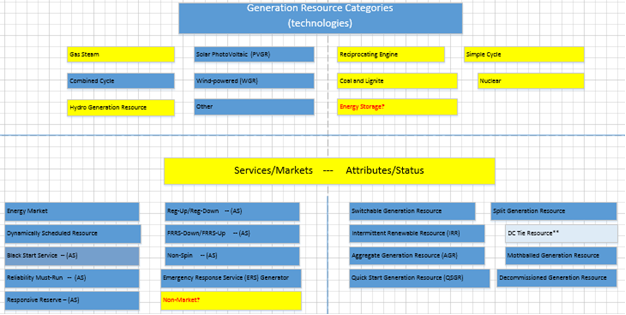 Generation Resource Categories
(technologies)
Gas Steam
Solar PhotoVoltaic (PVGR)
Reciprocating Engine
Simple Cycle
Combined Cycle
Wind-powered (WGR)
Coal and Lignite
Nuclear
Hydro Generation Resource
Other
Energy Storage?
Services/Markets --- Attributes/Status
Energy Market
Reg-Up/Reg-Down -- (AS)
Switchable Generation Resource
Split Generation Resource
Dynamically Scheduled Resource
FRRS-Down/FRRS-Up -- (AS)
Intermittent Renewable Resource (IRR)
DC Tie Resource**
Black Start Service -- (AS)
Non-Spin -- (AS)
Aggregate Generation Resource (AGR)
Mothballed Generation Resource
Reliability Must-Run -- (AS)
Emergency Response Service (ERS) Generator
Quick Start Generation Resource (QSGR)
Decommissioned Generation Resource
Responsive Reserve -- (AS)
Non-Market?